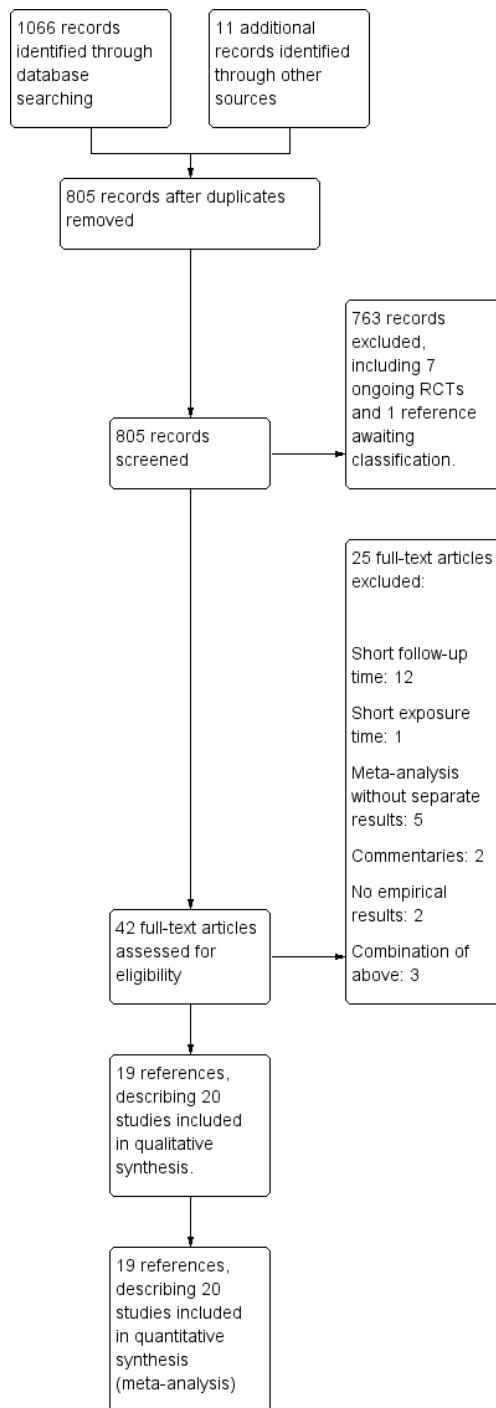 1066 records
identified through
database
searching
11 additional
records identified
through other
sources
805 records after duplicates
removed
763 records
excluded,
including 7
ongoing RCTs
and 1 reference
awaiting
classification.
805 records
screened
25 full-text articles
excluded:
Short follow-up
time: 12
Short exposure
time: 1
Meta-analysis
without separate
results: 5
Commentaries: 2
No empirical
results: 2
Combination of
above: 3
42 full-text articles
assessed for
eligibility
19 references,
describing 20
studies included
in qualitative
synthesis.
19 references,
describing 20
studies included
in quantitative
synthesis
(meta-analysis)